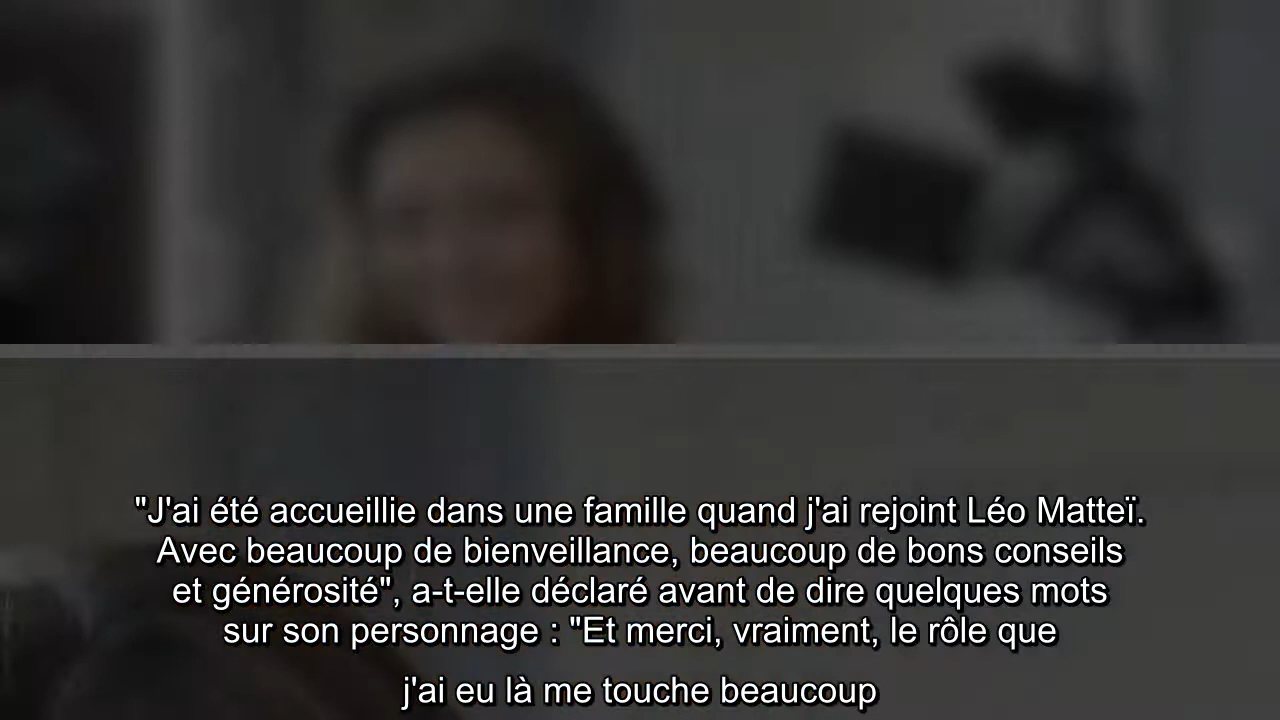 "J'ai été accueillie dans une famille quand j'ai rejoint Léo Matteï.
Avec beaucoup de bienveillance, beaucoup de bons conseils
et générosité", a-t-elle déclaré avant de dire quelques mots
sur son personnage : "Et merci, vraiment, le rôle que
j'ai eu là me touche beaucoup